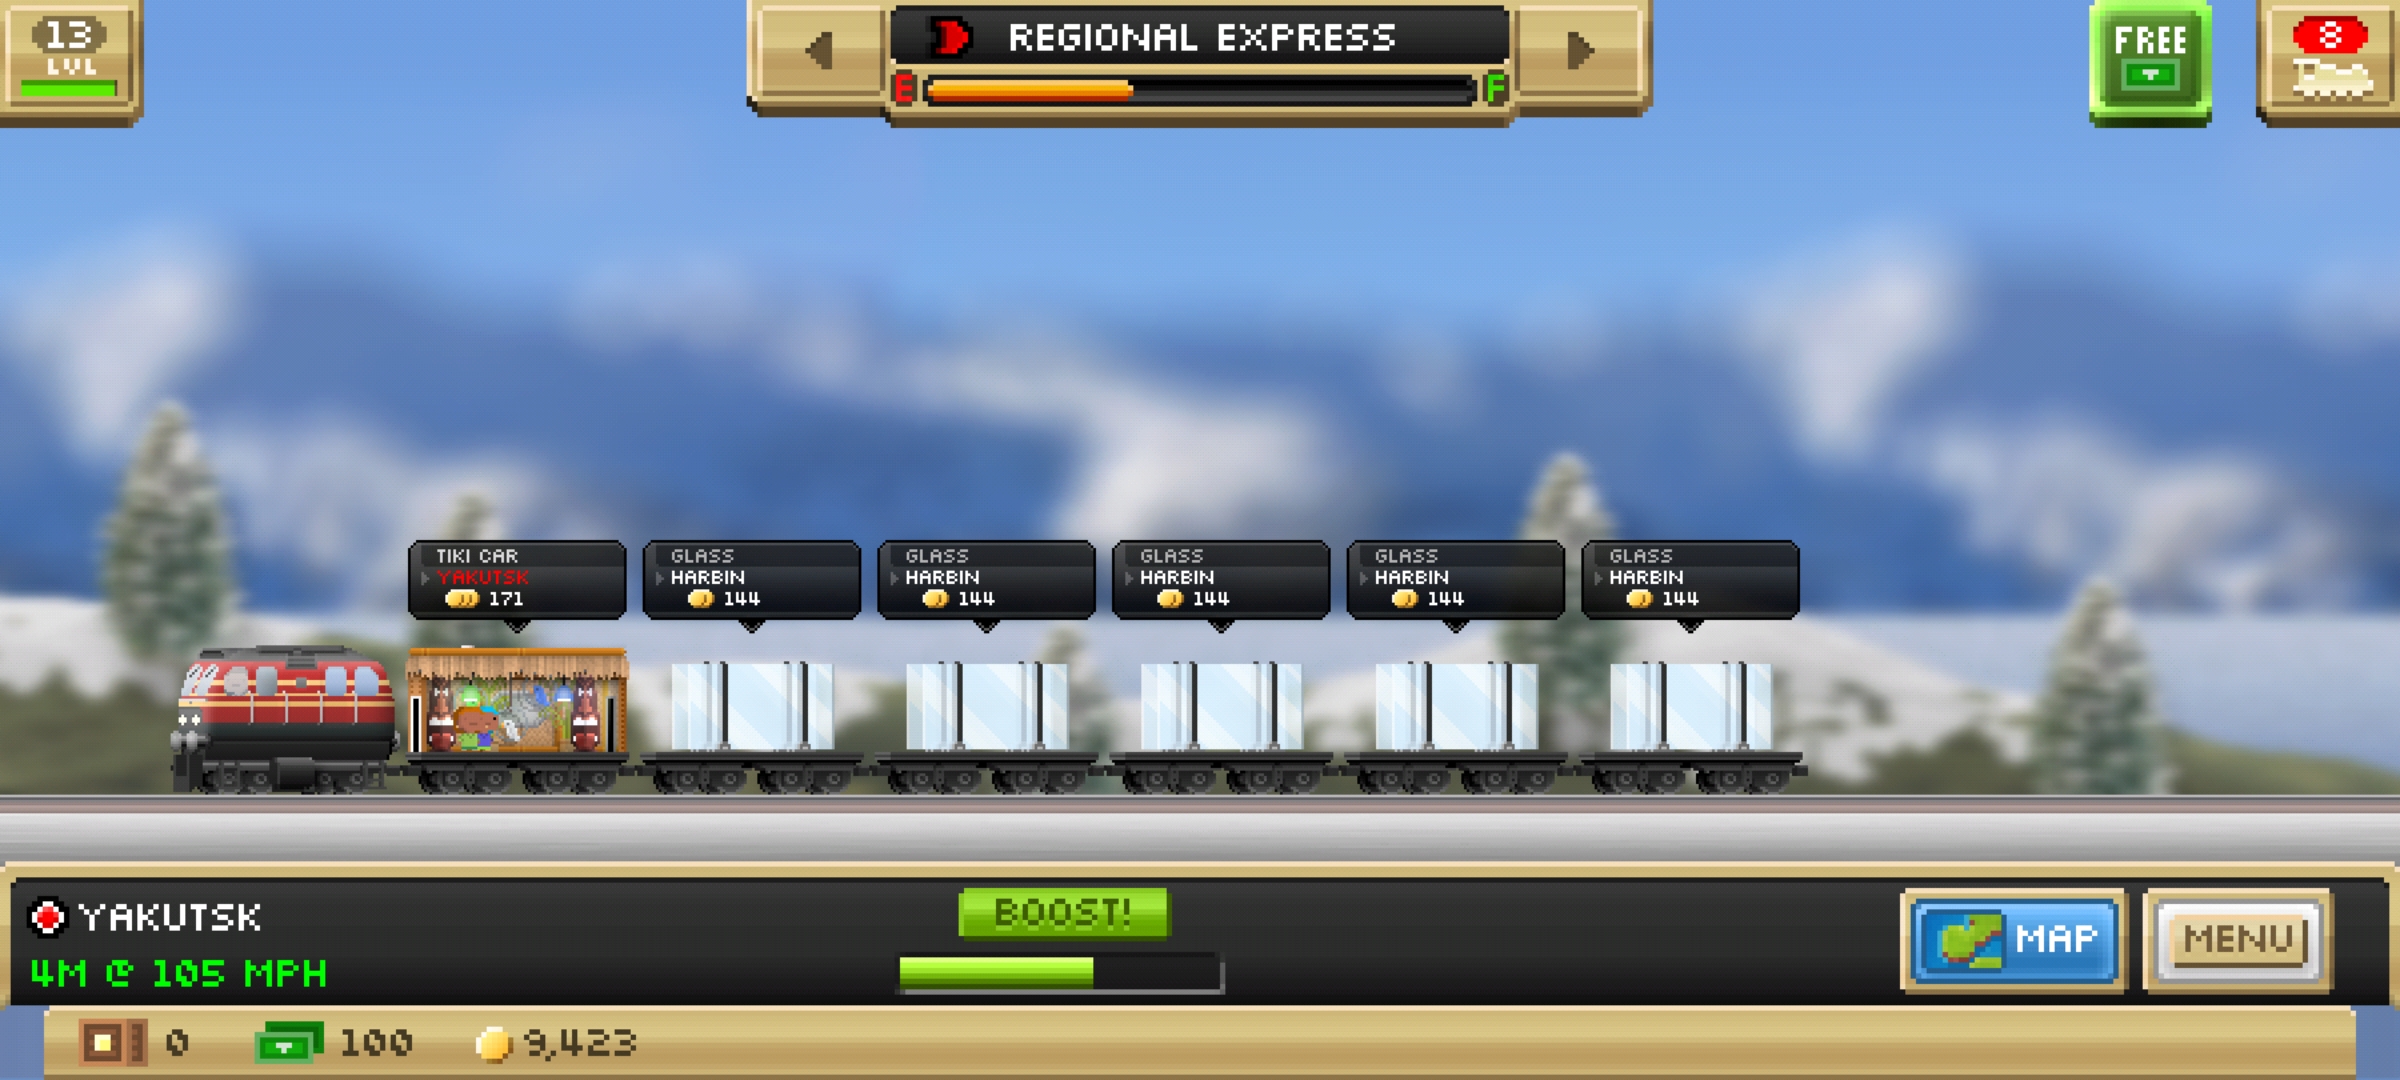 13
LVL
REGIONAL EXPRESS
E F
FREE
8
TIKI CAR
YAKUTSK
171
GLASS
HARBIN
144
GLASS
HARBIN
144
GLASS
HARBIN
144
GLASS
HARBIN
144
GLASS
HARBIN
144
YAKUTSK
4M @ 105 MPH
BOOST!
MAP
MENU
0
100
9,423